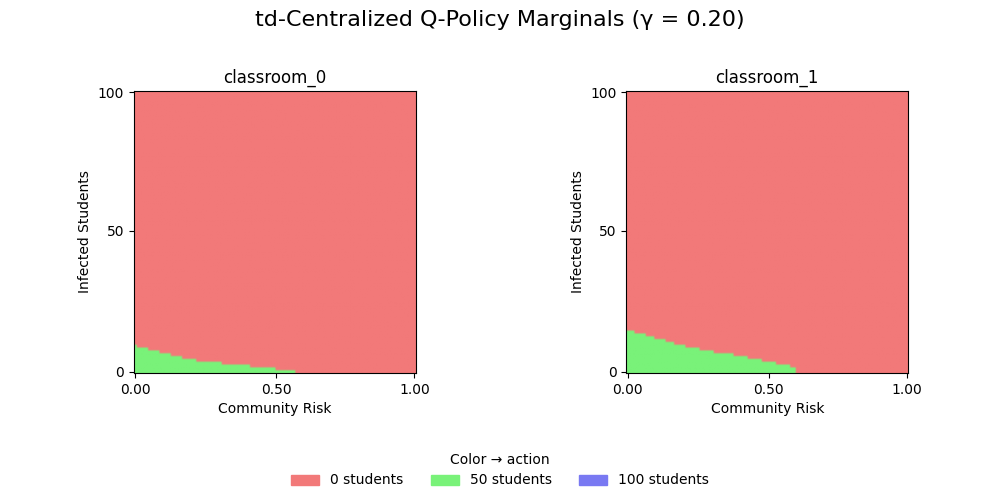 td-Centralized Q-Policy Marginals (γ = 0.20)
classroom_0
100
50
0
Infected Students
0.00 0.50 1.00
Community Risk
classroom_1
100
50
0
Infected Students
0.00 0.50 1.00
Community Risk
Color → action
0 students 50 students 100 students